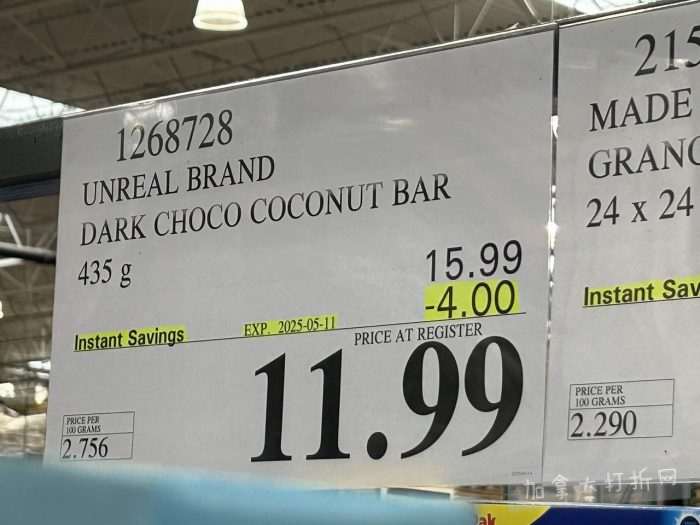 1268728
UNREAL BRAND
DARK CHOCO COCONUT BAR
435 g
15.99
-4.00
Instant Savings
EXP. 2025-05-11
PRICE AT REGISTER
11.99
PRICE PER
100 GRAMS
2.756
215
MADE
GRANO
24 x 24
Instant Sav
PRICE PER
100 GRAMS
2.290
加拿大打折网
ak